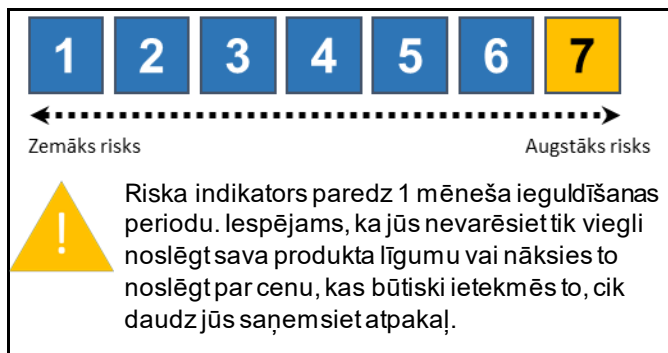 1 2 3 4 5 6 7
Zemāks risks Augstāks risks
!
Riska indikators paredz 1 mēneša ieguldīšanas
periodu. Iespējams, ka jūs nevarēsiet tik viegli
noslēgt sava produkta līgumu vai nāksies to
noslēgt par cenu, kas būtiski ietekmēs to, cik
daudz jūs saņemsiet atpakaļ.